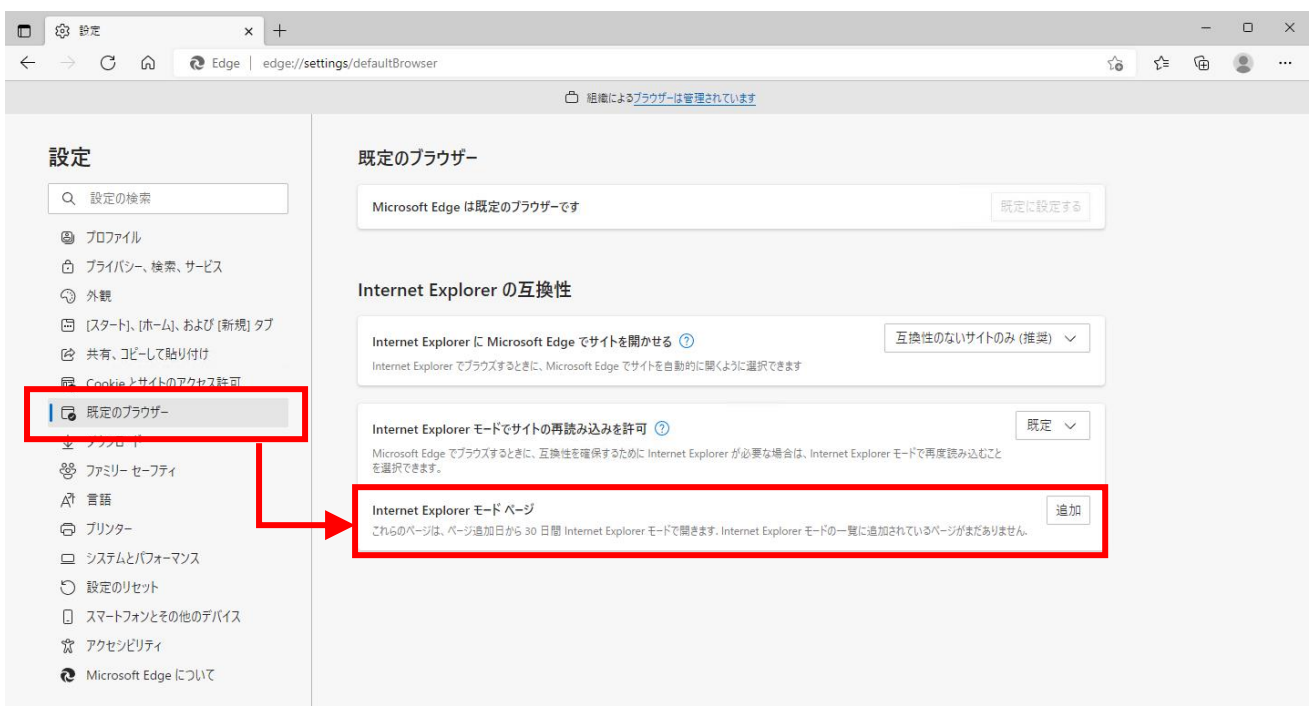 設定
Edge
edge://settings/defaultBrowser
組織によるブラウザーは管理されています
設定
設定の検索
プロファイル
プライバシー、検索、サービス
外観
[スタート]、[ホーム]、および [新規] タブ
共有、コピーして貼り付け
Cookie とサイトのアクセス許可
既定のブラウザー
ダウンロード
ファミリー セーフティ
言語
プリンター
システムとパフォーマンス
設定のリセット
スマートフォンとその他のデバイス
アクセシビリティ
Microsoft Edge について
既定のブラウザー
Microsoft Edge は既定のブラウザーです
既定に設定する
Internet Explorer の互換性
Internet Explorer に Microsoft Edge でサイトを開かせる
互換性のないサイトのみ (推奨)
Internet Explorer でブラウズするときに、Microsoft Edge でサイトを自動的に開くように選択できます
Internet Explorer モードでサイトの再読み込みを許可
既定
Microsoft Edge でブラウズするときに、互換性を確保するために Internet Explorer が必要な場合は、Internet Explorer モードで再度読み込むこと
を選択できます。
Internet Explorer モード ページ
追加
これらのページは、ページ追加日から 30 日間 Internet Explorer モードで開きます。Internet Explorer モードの一覧に追加されているページがまだありません。